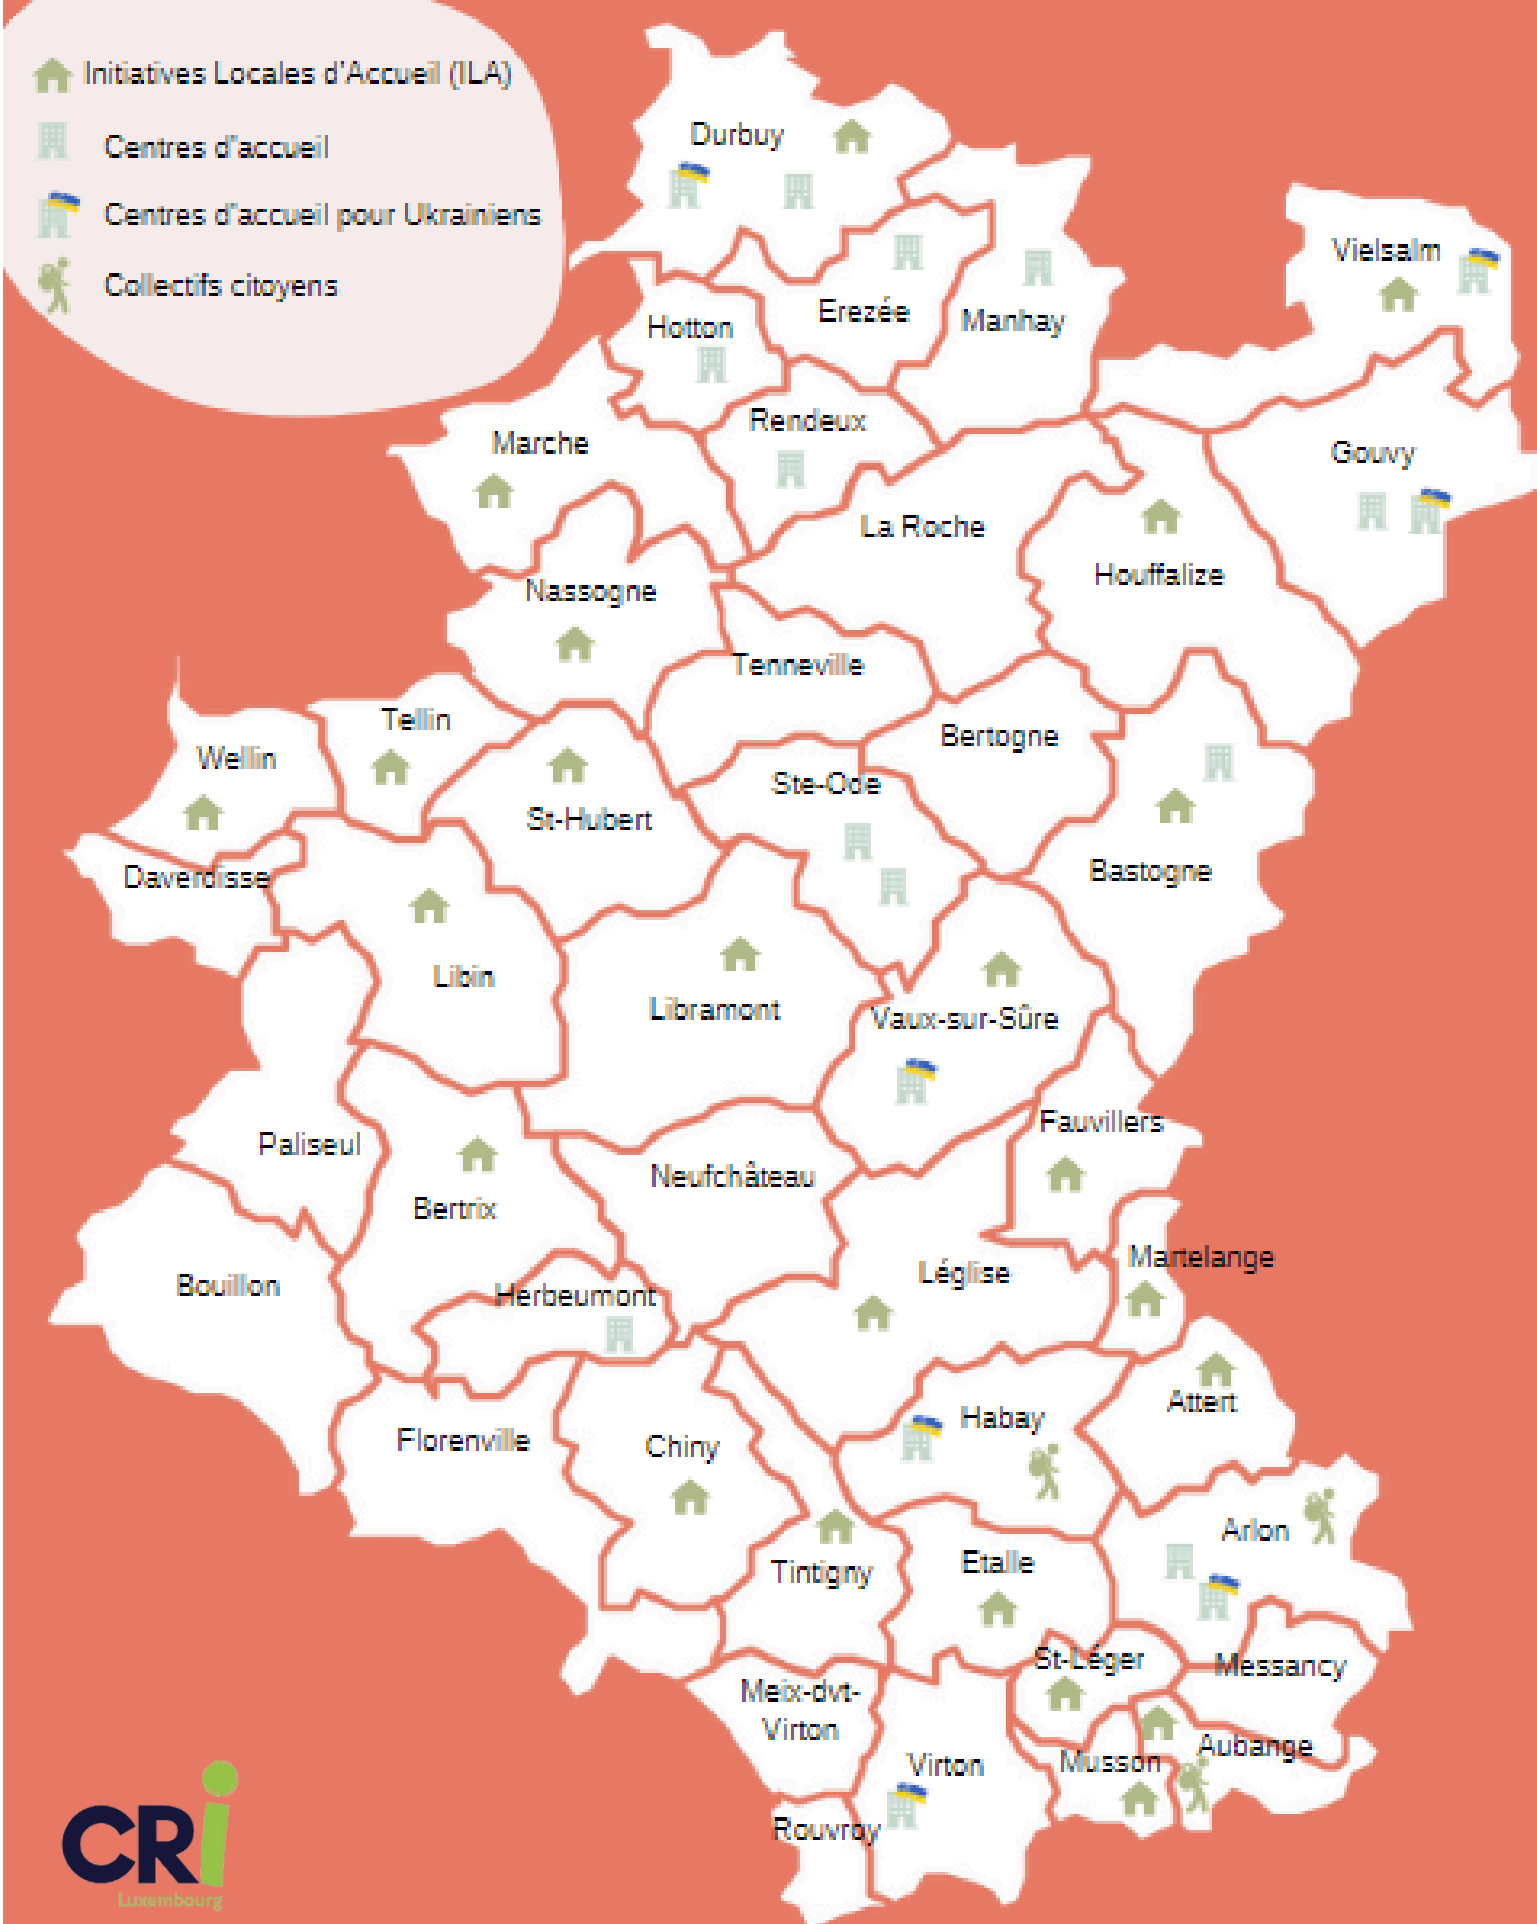 Initiatives Locales d'Accueil (ILA)
Centres d'accueil
Centres d'accueil pour Ukrainiens
Collectifs citoyens
Durbuy
Vielsalm
Erezée
Manhay
Hotton
Rendeux
Marche
Gouvy
La Roche
Houffalize
Nassogne
Tenneville
Tellin
Bertogne
Wellin
Ste-Ode
St-Hubert
Bastogne
Daverdisse
Libin
Libramont
Vaux-sur-Sûre
Fauvillers
Paliseul
Neufchâteau
Bertrix
Martelange
Léglise
Bouillon
Herbeumont
Attert
Habay
Florenville
Chiny
Arlon
Etalle
Tintigny
St-Léger
Messancy
Meix-dvt-
Virton
Aubange
Musson
Virton
Rouvroy
CRi
Luxembourg